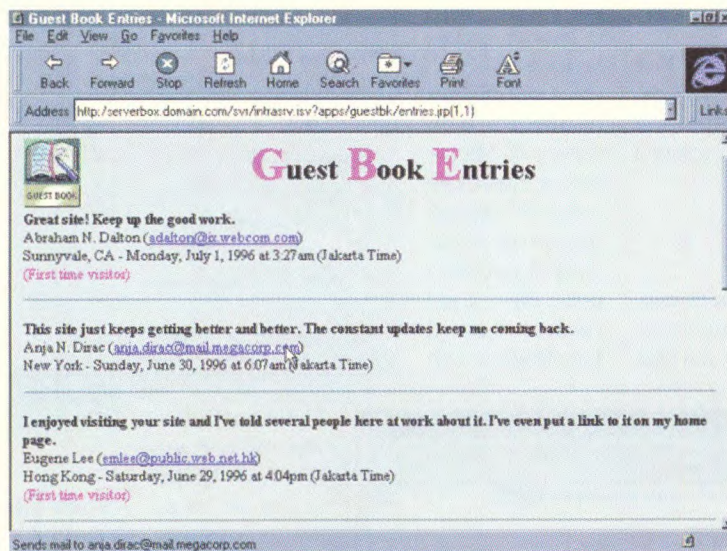 Guest Book Entries - Microsoft Internet Explorer
File Edit View Go Favorites Help
Back Forward Stop Refresh Home Search Favorites Print Font
Address http:/serverbox.domain.com/svr/intrasrv.isv?apps/guestbk/entries.jrp(1,1) Links
GUEST BOOK
Guest Book Entries
Great site! Keep up the good work.
Abraham N. Dalton (adalton@ix.webcom.com)
Sunnyvale, CA - Monday, July 1, 1996 at 3:27am (Jakarta Time)
(First time visitor)
This site just keeps getting better and better. The constant updates keep me coming back.
Anja N. Dirac (anja.dirac@mail.megacorp.com)
New York - Sunday, June 30, 1996 at 6:07am (Jakarta Time)
I enjoyed visiting your site and I've told several people here at work about it. I've even put a link to it on my home
page.
Eugene Lee (emlee@public.web.net.hk)
Hong Kong - Saturday, June 29, 1996 at 4:04pm (Jakarta Time)
(First time visitor)
Sends mail to anja.dirac@mail.megacorp.com